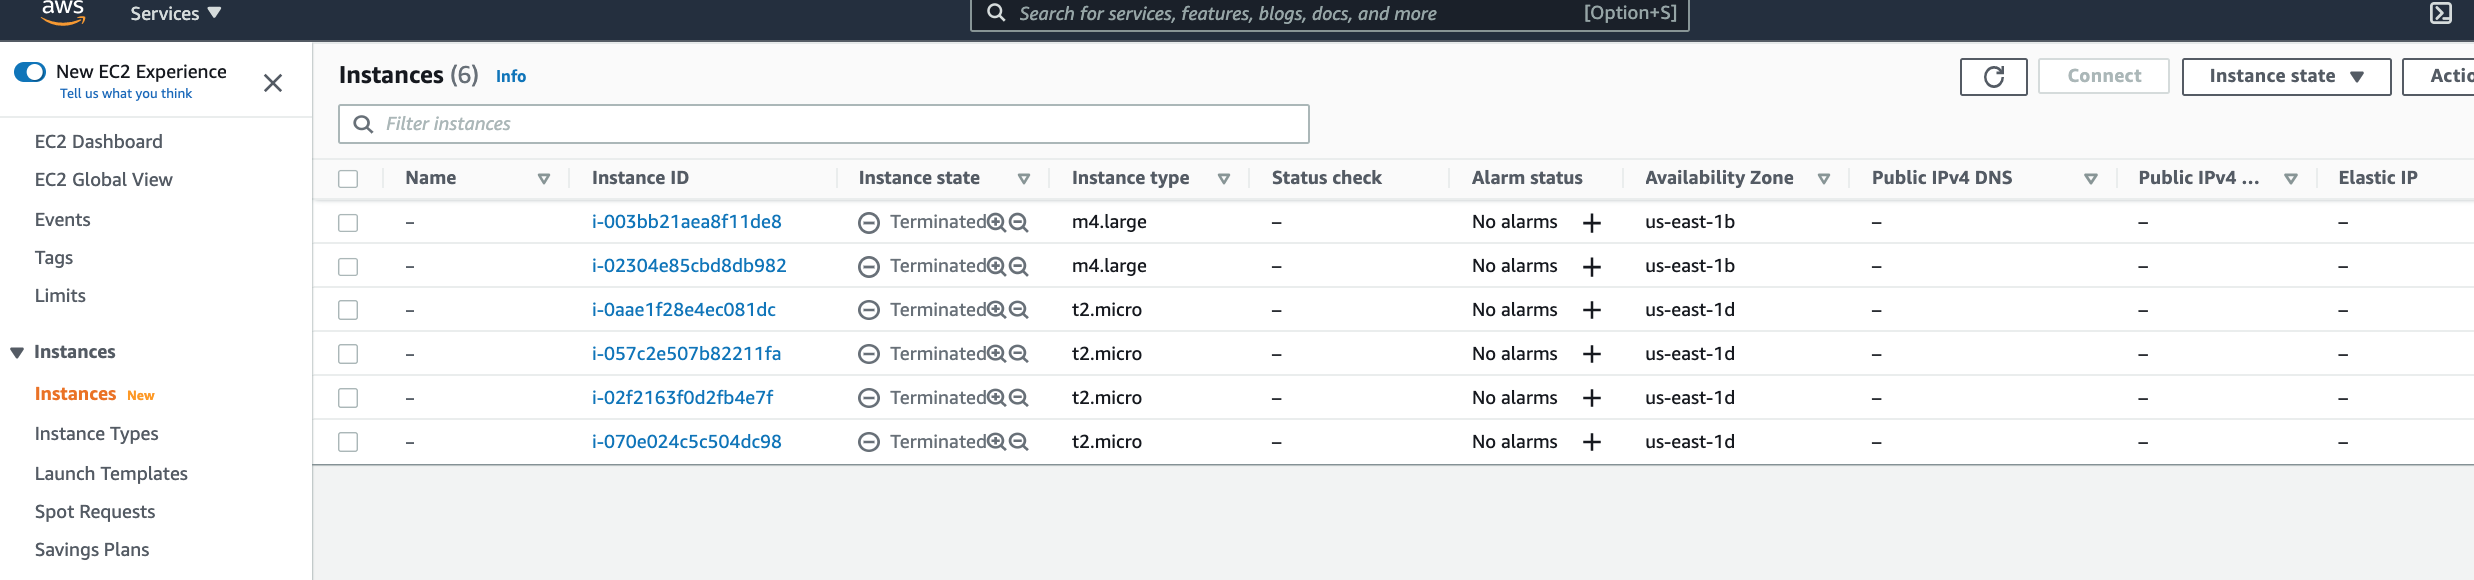 aws Services Search for services, features, blogs, docs, and more [Option+S]
New EC2 Experience
Tell us what you think
EC2 Dashboard
EC2 Global View
Events
Tags
Limits
Instances
Instances New
Instance Types
Launch Templates
Spot Requests
Savings Plans
Instances (6) Info
Connect Instance state Actio
Filter instances
Name Instance ID Instance state Instance type Status check Alarm status Availability Zone Public IPv4 DNS Public IPv4 ... Elastic IP
– i-003bb21aea8f11de8 Terminated m4.large – No alarms + us-east-1b – – –
– i-02304e85cbd8db982 Terminated m4.large – No alarms + us-east-1b – – –
– i-0aae1f28e4ec081dc Terminated t2.micro – No alarms + us-east-1d – – –
– i-057c2e507b82211fa Terminated t2.micro – No alarms + us-east-1d – – –
– i-02f2163f0d2fb4e7f Terminated t2.micro – No alarms + us-east-1d – – –
– i-070e024c5c504dc98 Terminated t2.micro – No alarms + us-east-1d – – –